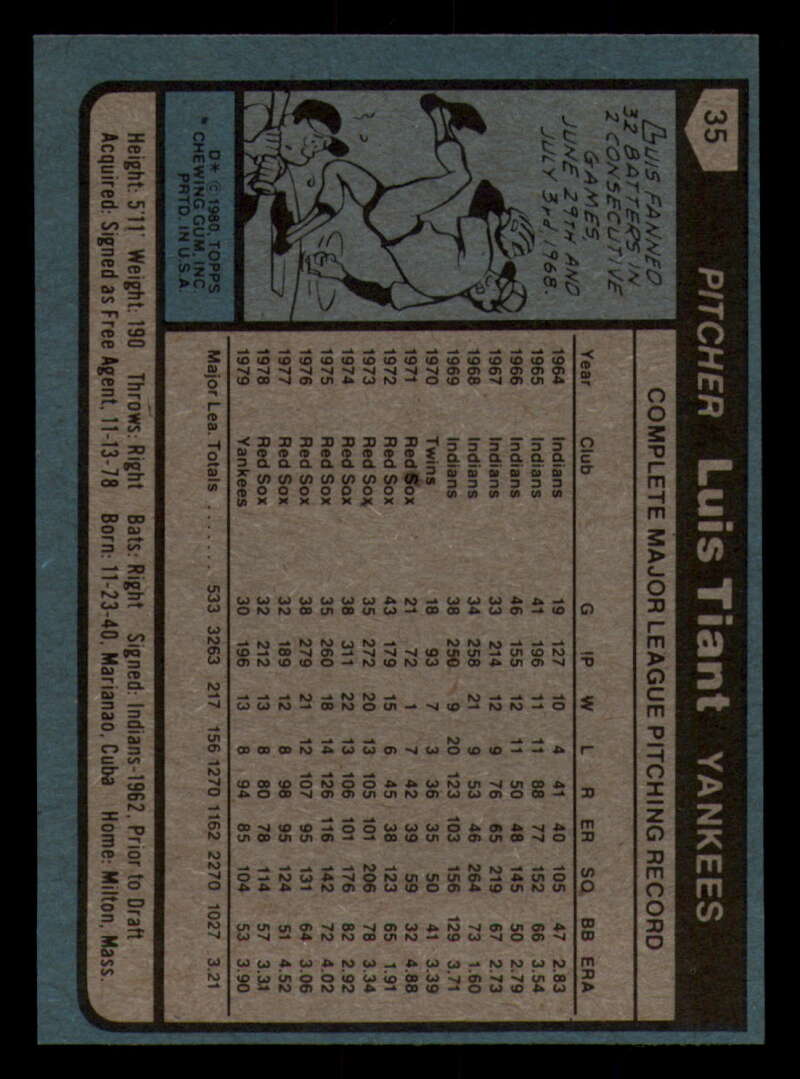 35
PITCHER Luis Tiant YANKEES
LUIS FANNED
32 BATTERS IN
2 CONSECUTIVE
GAMES,
JUNE 29TH AND
JULY 3rd, 1968.
D* © 1980, TOPPS
* CHEWING GUM, INC.
PRTD. IN U.S.A.
COMPLETE MAJOR LEAGUE PITCHING RECORD
Year Club G IP W L R ER SO BB ERA
1964 Indians 19 127 10 4 41 40 105 47 2.83
1965 Indians 41 196 11 11 88 77 152 66 3.54
1966 Indians 46 155 12 11 50 48 145 50 2.79
1967 Indians 33 214 12 9 76 65 219 67 2.73
1968 Indians 34 258 21 9 53 46 264 73 1.60
1969 Indians 38 250 9 20 123 103 156 129 3.71
1970 Twins 18 93 7 3 36 35 50 41 3.39
1971 Red Sox 21 72 1 7 42 39 59 32 4.88
1972 Red Sox 43 179 15 6 45 38 123 65 1.91
1973 Red Sox 35 272 20 13 105 101 206 78 3.34
1974 Red Sox 38 311 22 13 106 101 176 82 2.92
1975 Red Sox 35 260 18 14 126 116 142 72 4.02
1976 Red Sox 38 279 21 12 107 95 131 64 3.06
1977 Red Sox 32 189 12 8 98 95 124 51 4.52
1978 Red Sox 32 212 13 8 80 78 114 57 3.31
1979 Yankees 30 196 13 8 94 85 104 53 3.90
Major Lea. Totals ....... 533 3263 217 156 1270 1162 2270 1027 3.21
Height: 5'11" Weight: 190 Throws: Right Bats: Right Signed: Indians-1962, Prior to Draft
Acquired: Signed as Free Agent, 11-13-78 Born: 11-23-40, Marianao, Cuba Home: Milton, Mass.